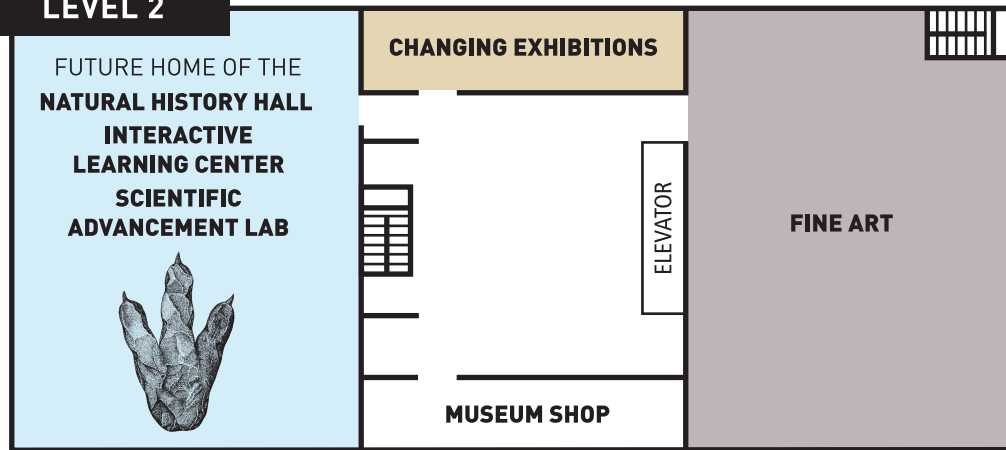 LEVEL 2
FUTURE HOME OF THE
NATURAL HISTORY HALL
INTERACTIVE
LEARNING CENTER
SCIENTIFIC
ADVANCEMENT LAB
CHANGING EXHIBITIONS
ELEVATOR
FINE ART
MUSEUM SHOP